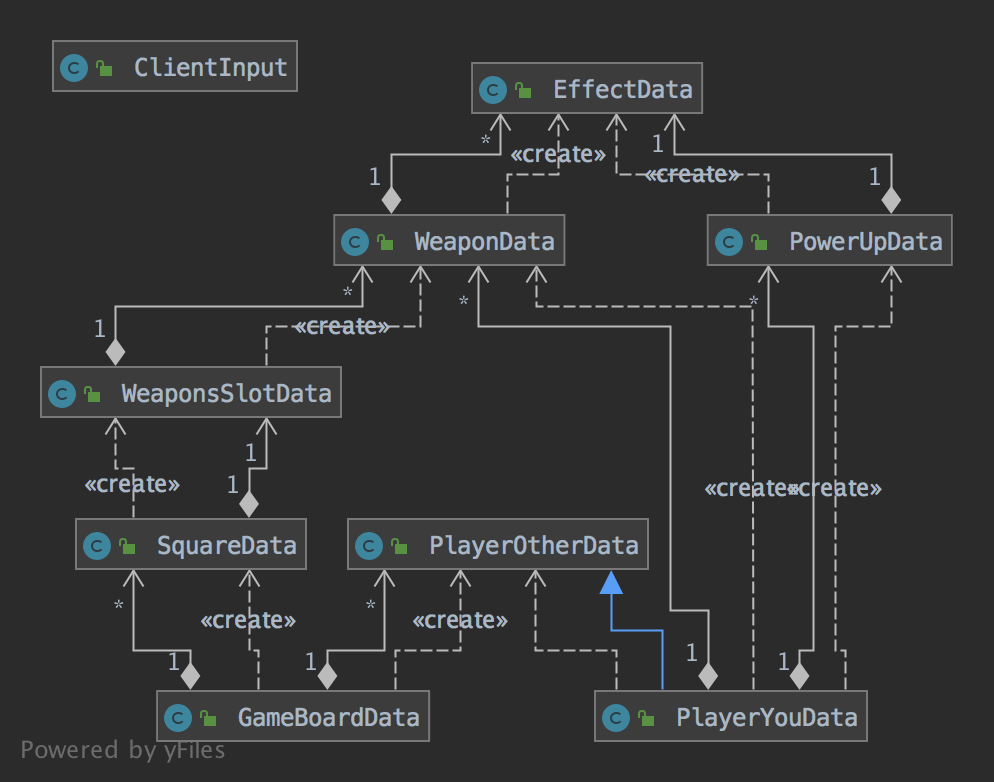 ClientInput
EffectData
* «create» 1
1 «create» 1
WeaponData
PowerUpData
* * *
1 «create»
WeaponsSlotData
1
«create» 1 «create» «create»
SquareData
PlayerOtherData
* *
«create» «create»
1 1 1 1
GameBoardData
PlayerYouData
Powered by yFiles